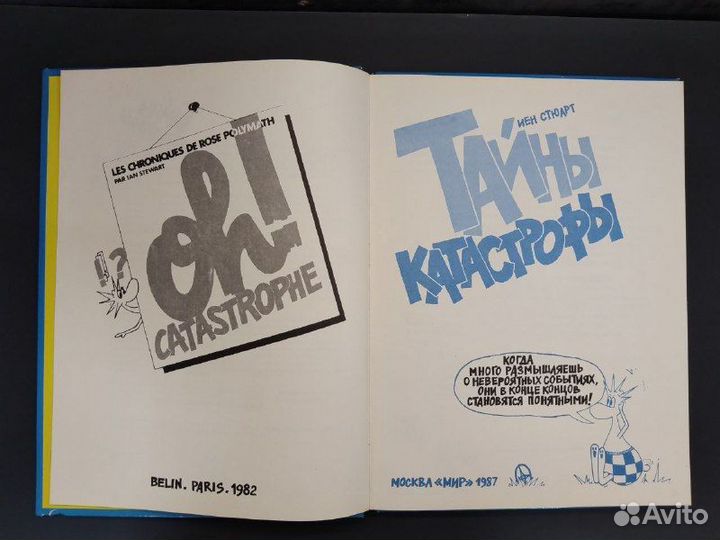 LES CHRONIQUES DE ROSE POLYMATH
PAR IAN STEWART
oh!
CATASTROPHE
!?
BELIN. PARIS. 1982
ИЕН СТЮАРТ
ТАЙНЫ
КАТАСТРОФЫ
КОГДА
МНОГО РАЗМЫШЛЯЕШЬ
О НЕВЕРОЯТНЫХ СОБЫТИЯХ,
ОНИ В КОНЦЕ КОНЦОВ
СТАНОВЯТСЯ ПОНЯТНЫМИ!
МОСКВА «МИР» 1987
Avito